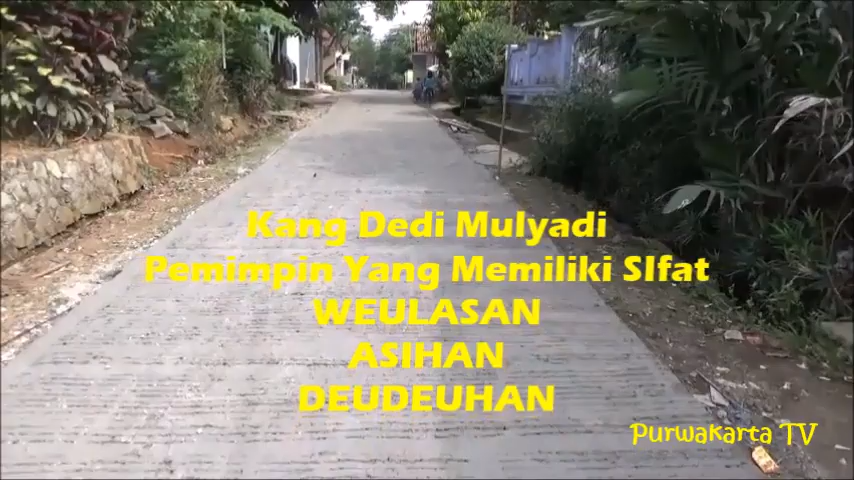 Kang Dedi Mulyadi
Pemimpin Yang Memiliki SIfat
WEULASAN
ASIHAN
DEUDEUHAN
Purwakarta TV